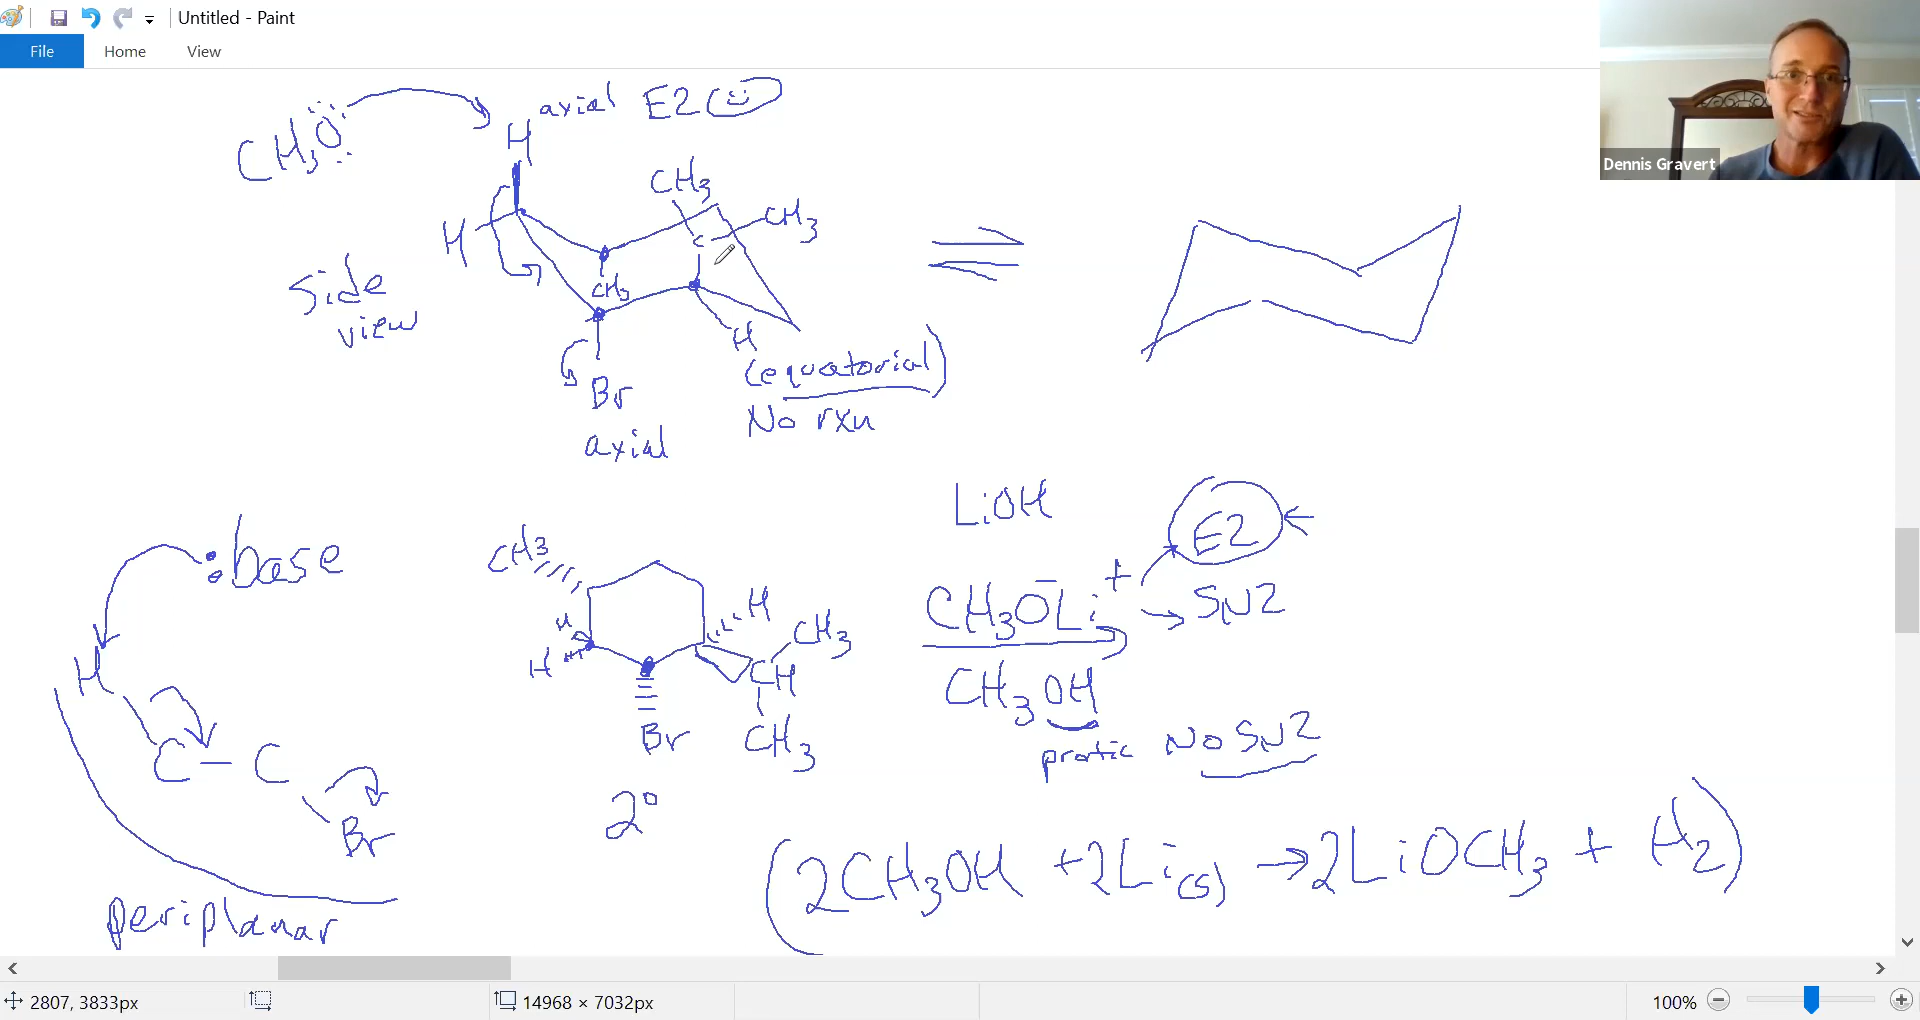 Untitled - Paint
File Home View
Dennis Gravert
CH3O
H axial E2
H
CH3
CH3
C
CH3
H
(equatorial)
No rxn
Br
axial
side
view
LiOH
E2
SN2
CH3O⁻Li⁺
CH3OH
protic No SN2
:base
H
C – C
Br
periplanar
CH3
H
H
H
Br
CH
CH3
CH3
2°
(2CH3OH +2Li(s) → 2LiOCH3 + H2)
2807, 3833px
14968 × 7032px
100%